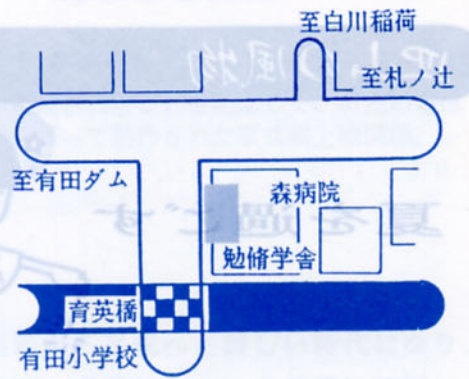 至白川稲荷
至札ノ辻
至有田ダム
森病院
勉脩学舎
育英橋
有田小学校